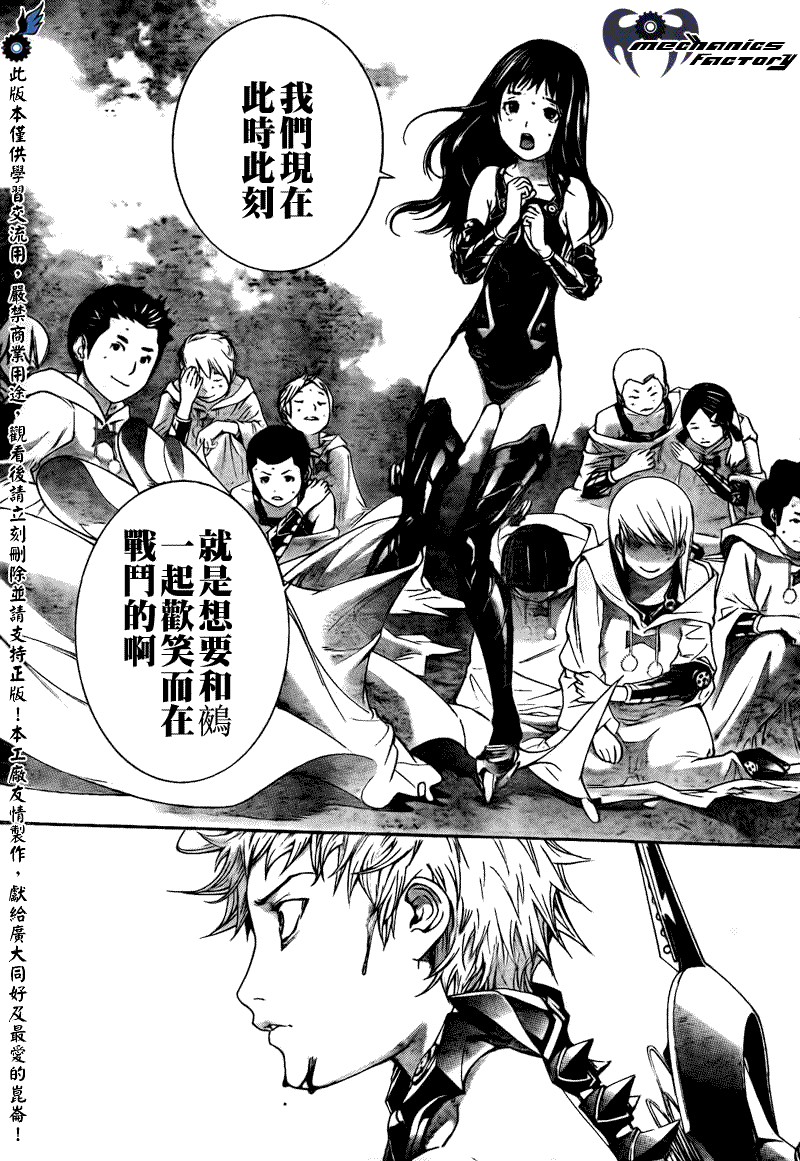 mechanics
Factory
我們現在
此時此刻
就是想要和鵺
一起歡笑而在
戰鬥的啊
此版本僅供學習交流用，嚴禁商業用途，觀看後請立刻刪除並請支持正版！本工廠友情製作，獻給廣大同好及最愛的崑崙！